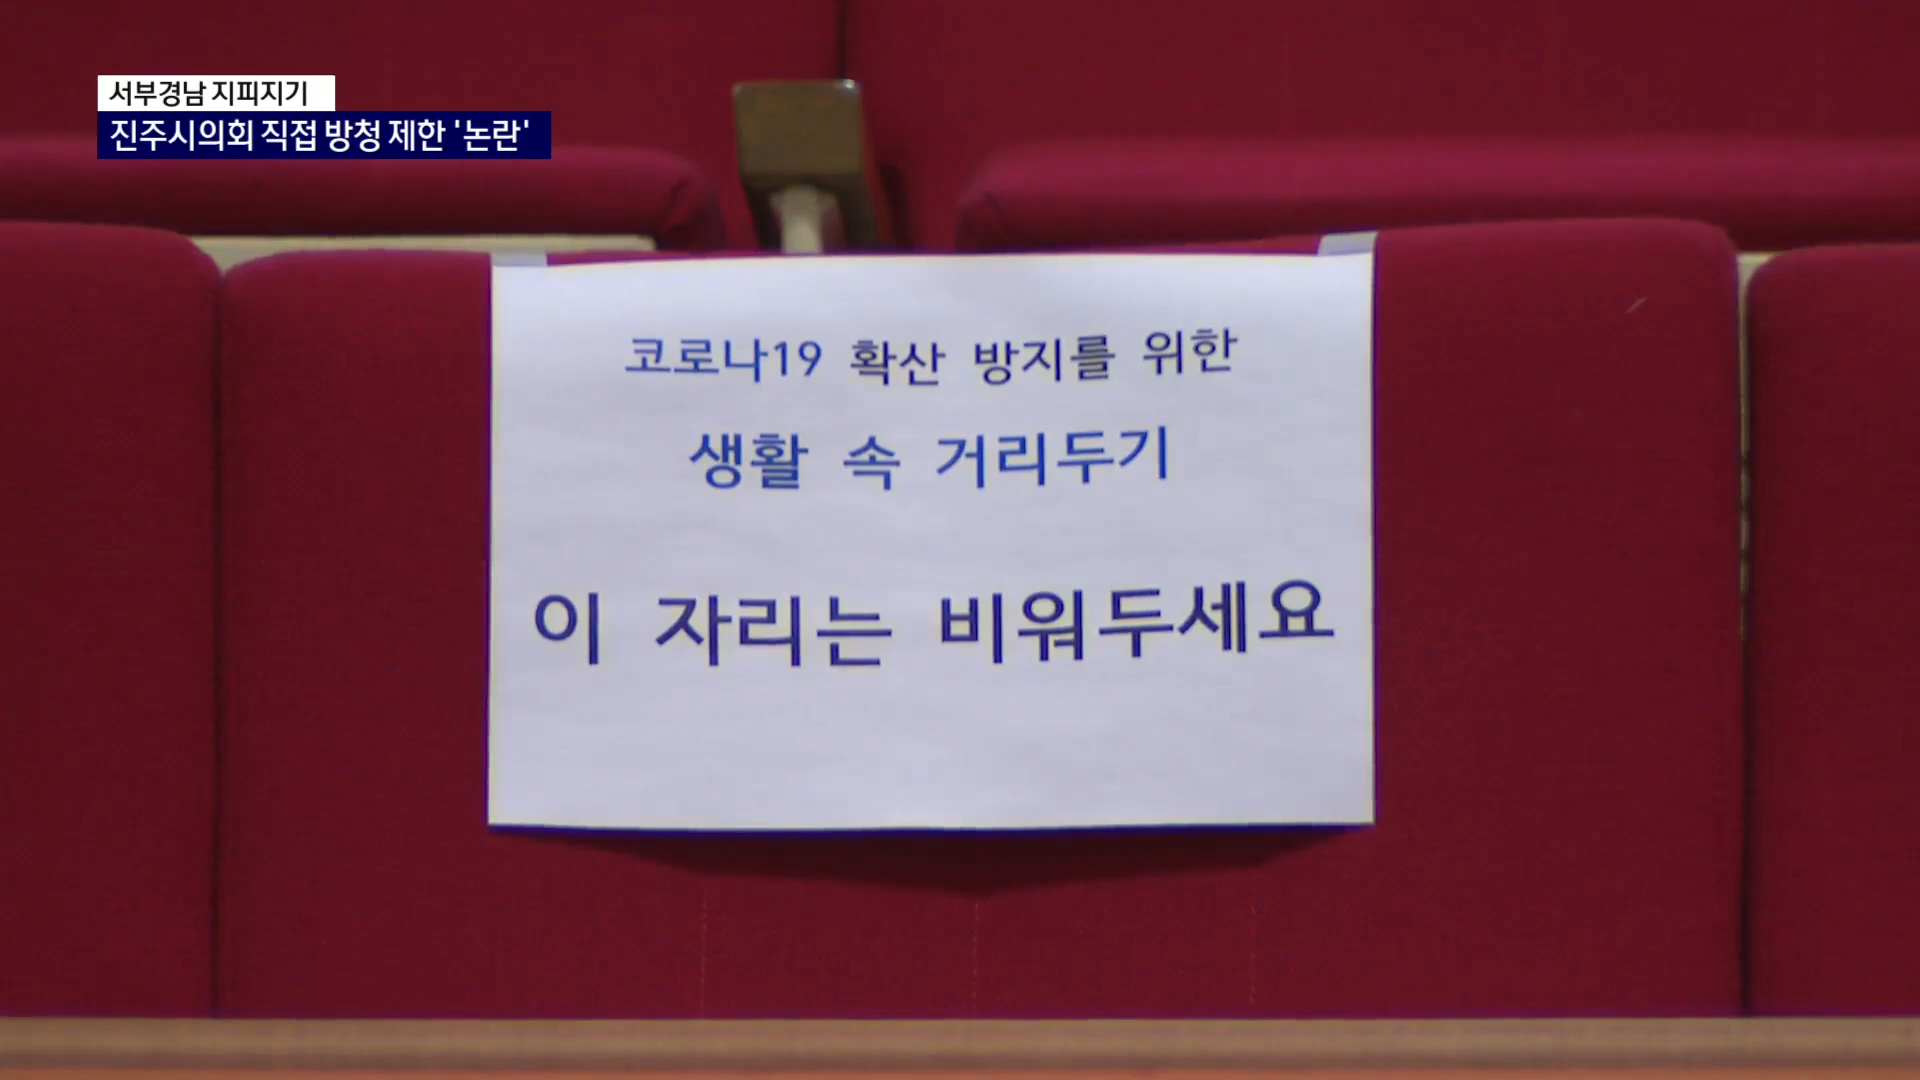 서부경남 지피지기
진주시의회 직접 방청 제한 '논란'
코로나19 확산 방지를 위한
생활 속 거리두기
이 자리는 비워두세요